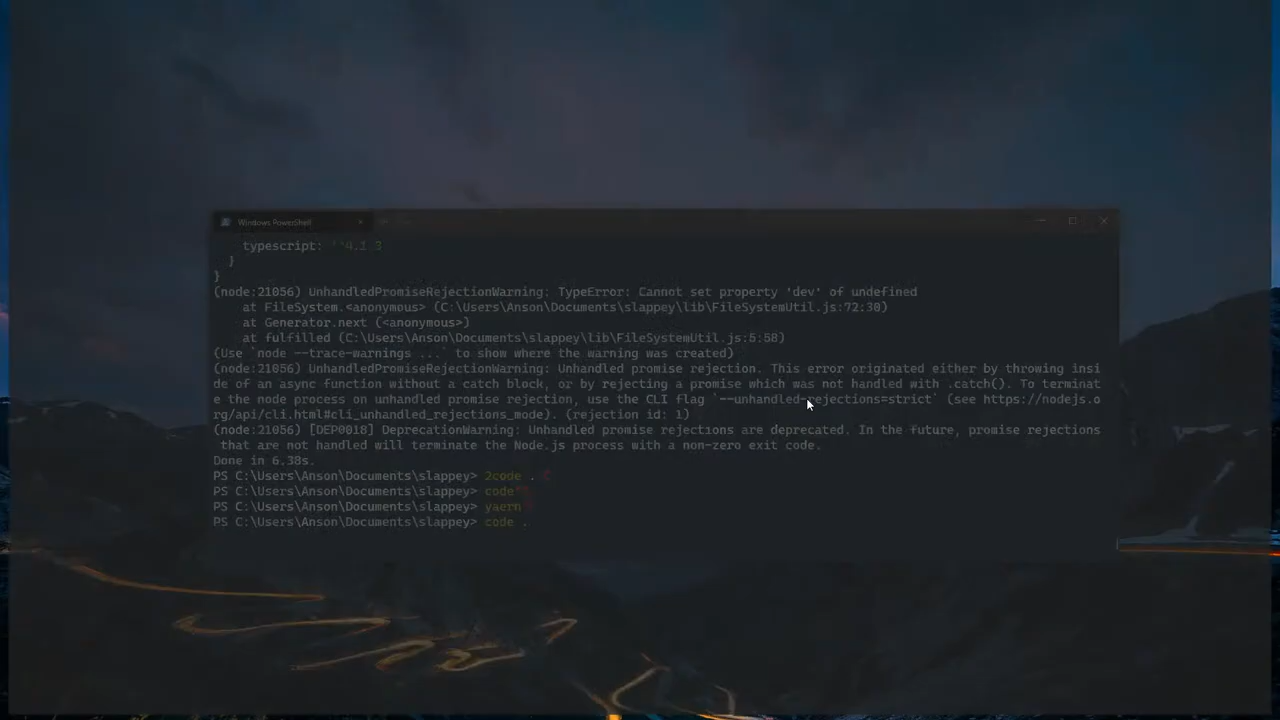 Windows PowerShell
typescript: '^4.1.3
}
}
(node:21056) UnhandledPromiseRejectionWarning: TypeError: Cannot set property 'dev' of undefined
at FileSystem.<anonymous> (C:\Users\Anson\Documents\slappey\lib\FileSystemUtil.js:72:30)
at Generator.next (<anonymous>)
at fulfilled (C:\Users\Anson\Documents\slappey\lib\FileSystemUtil.js:5:58)
(Use `node --trace-warnings ...` to show where the warning was created)
(node:21056) UnhandledPromiseRejectionWarning: Unhandled promise rejection. This error originated either by throwing insi
de of an async function without a catch block, or by rejecting a promise which was not handled with .catch(). To terminat
e the node process on unhandled promise rejection, use the CLI flag `--unhandled-rejections=strict` (see https://nodejs.o
rg/api/cli.html#cli_unhandled_rejections_mode). (rejection id: 1)
(node:21056) [DEP0018] DeprecationWarning: Unhandled promise rejections are deprecated. In the future, promise rejections
that are not handled will terminate the Node.js process with a non-zero exit code.
Done in 6.38s.
PS C:\Users\Anson\Documents\slappey> 2code .
PS C:\Users\Anson\Documents\slappey> code
PS C:\Users\Anson\Documents\slappey> yaern
PS C:\Users\Anson\Documents\slappey> code .